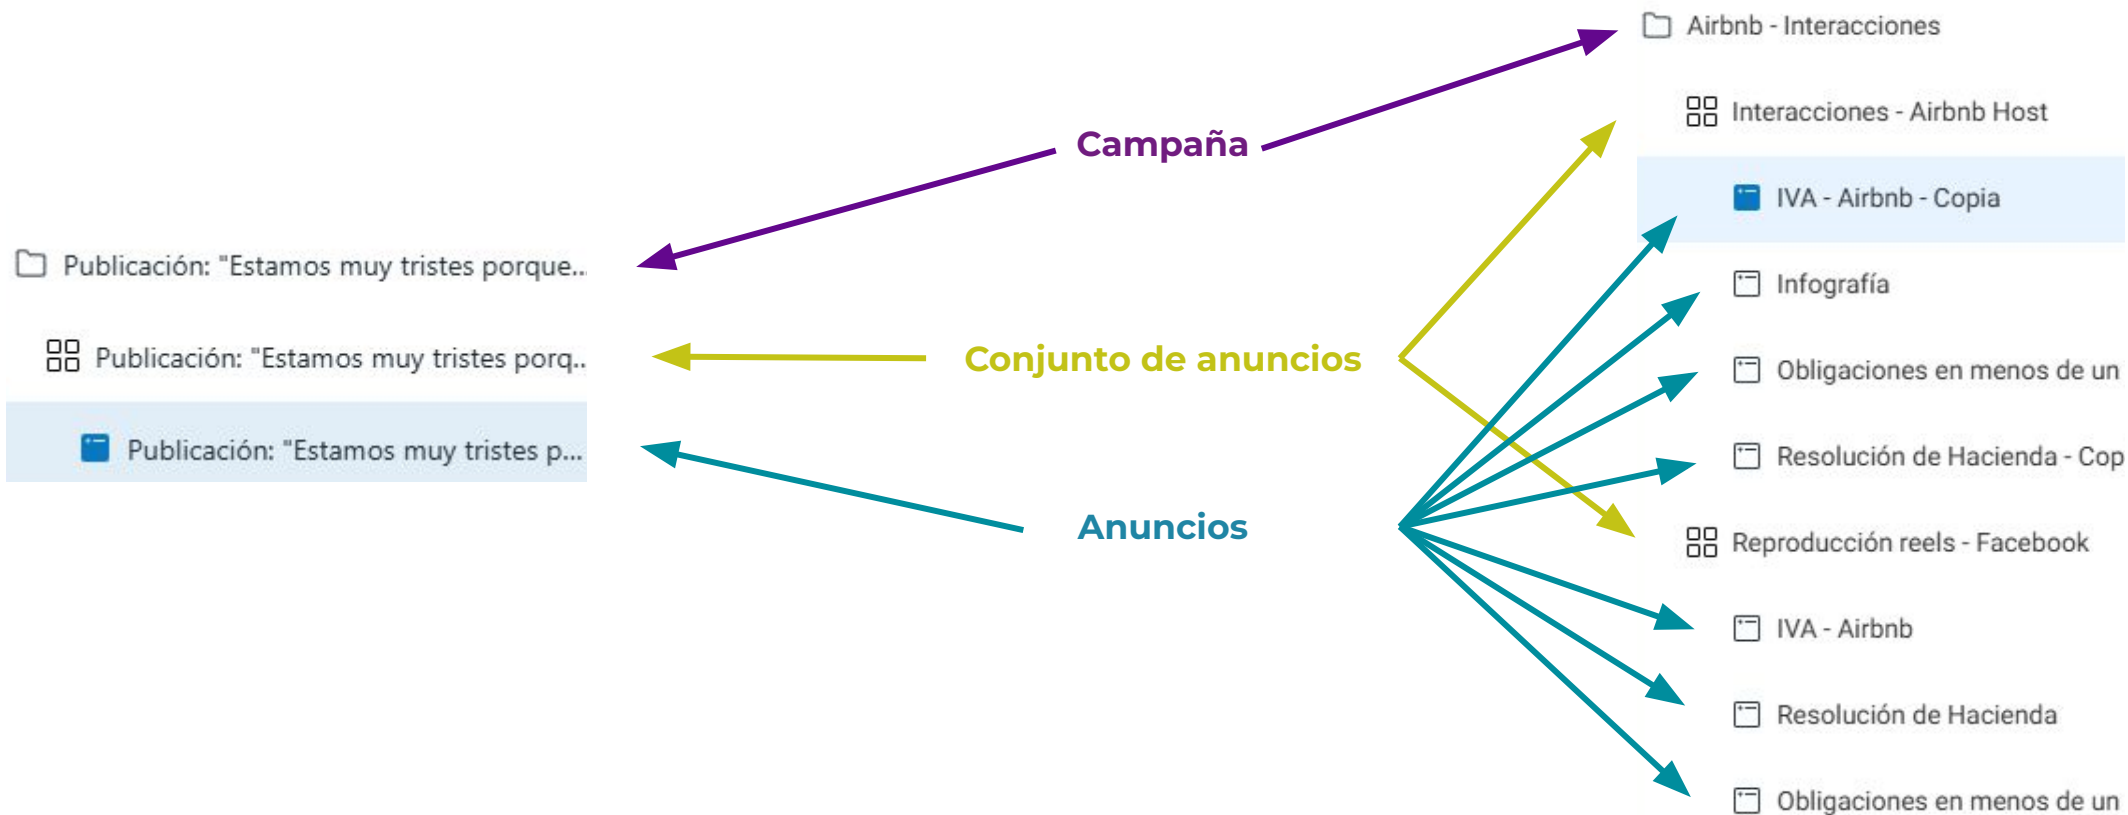 Publicación: "Estamos muy tristes porque...
Publicación: "Estamos muy tristes porq...
Publicación: "Estamos muy tristes p...
Campaña
Conjunto de anuncios
Anuncios
Airbnb - Interacciones
Interacciones - Airbnb Host
IVA - Airbnb - Copia
Infografía
Obligaciones en menos de un
Resolución de Hacienda - Cop
Reproducción reels - Facebook
IVA - Airbnb
Resolución de Hacienda
Obligaciones en menos de un